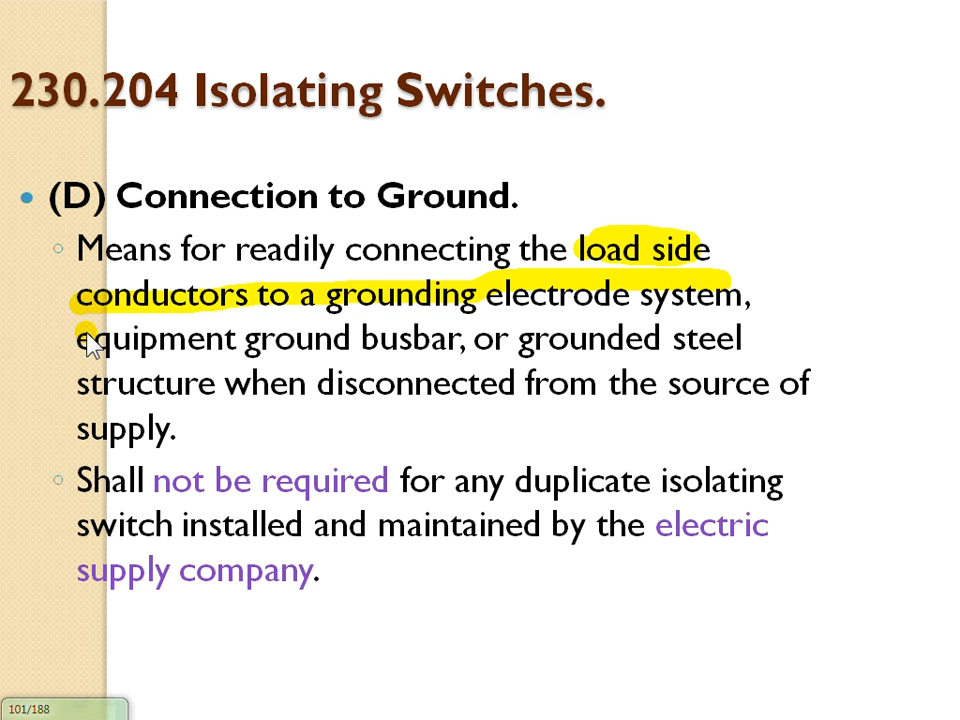 230.204 Isolating Switches.
(D) Connection to Ground.
Means for readily connecting the load side
conductors to a grounding electrode system,
equipment ground busbar, or grounded steel
structure when disconnected from the source of
supply.
Shall not be required for any duplicate isolating
switch installed and maintained by the electric
supply company.
101/188